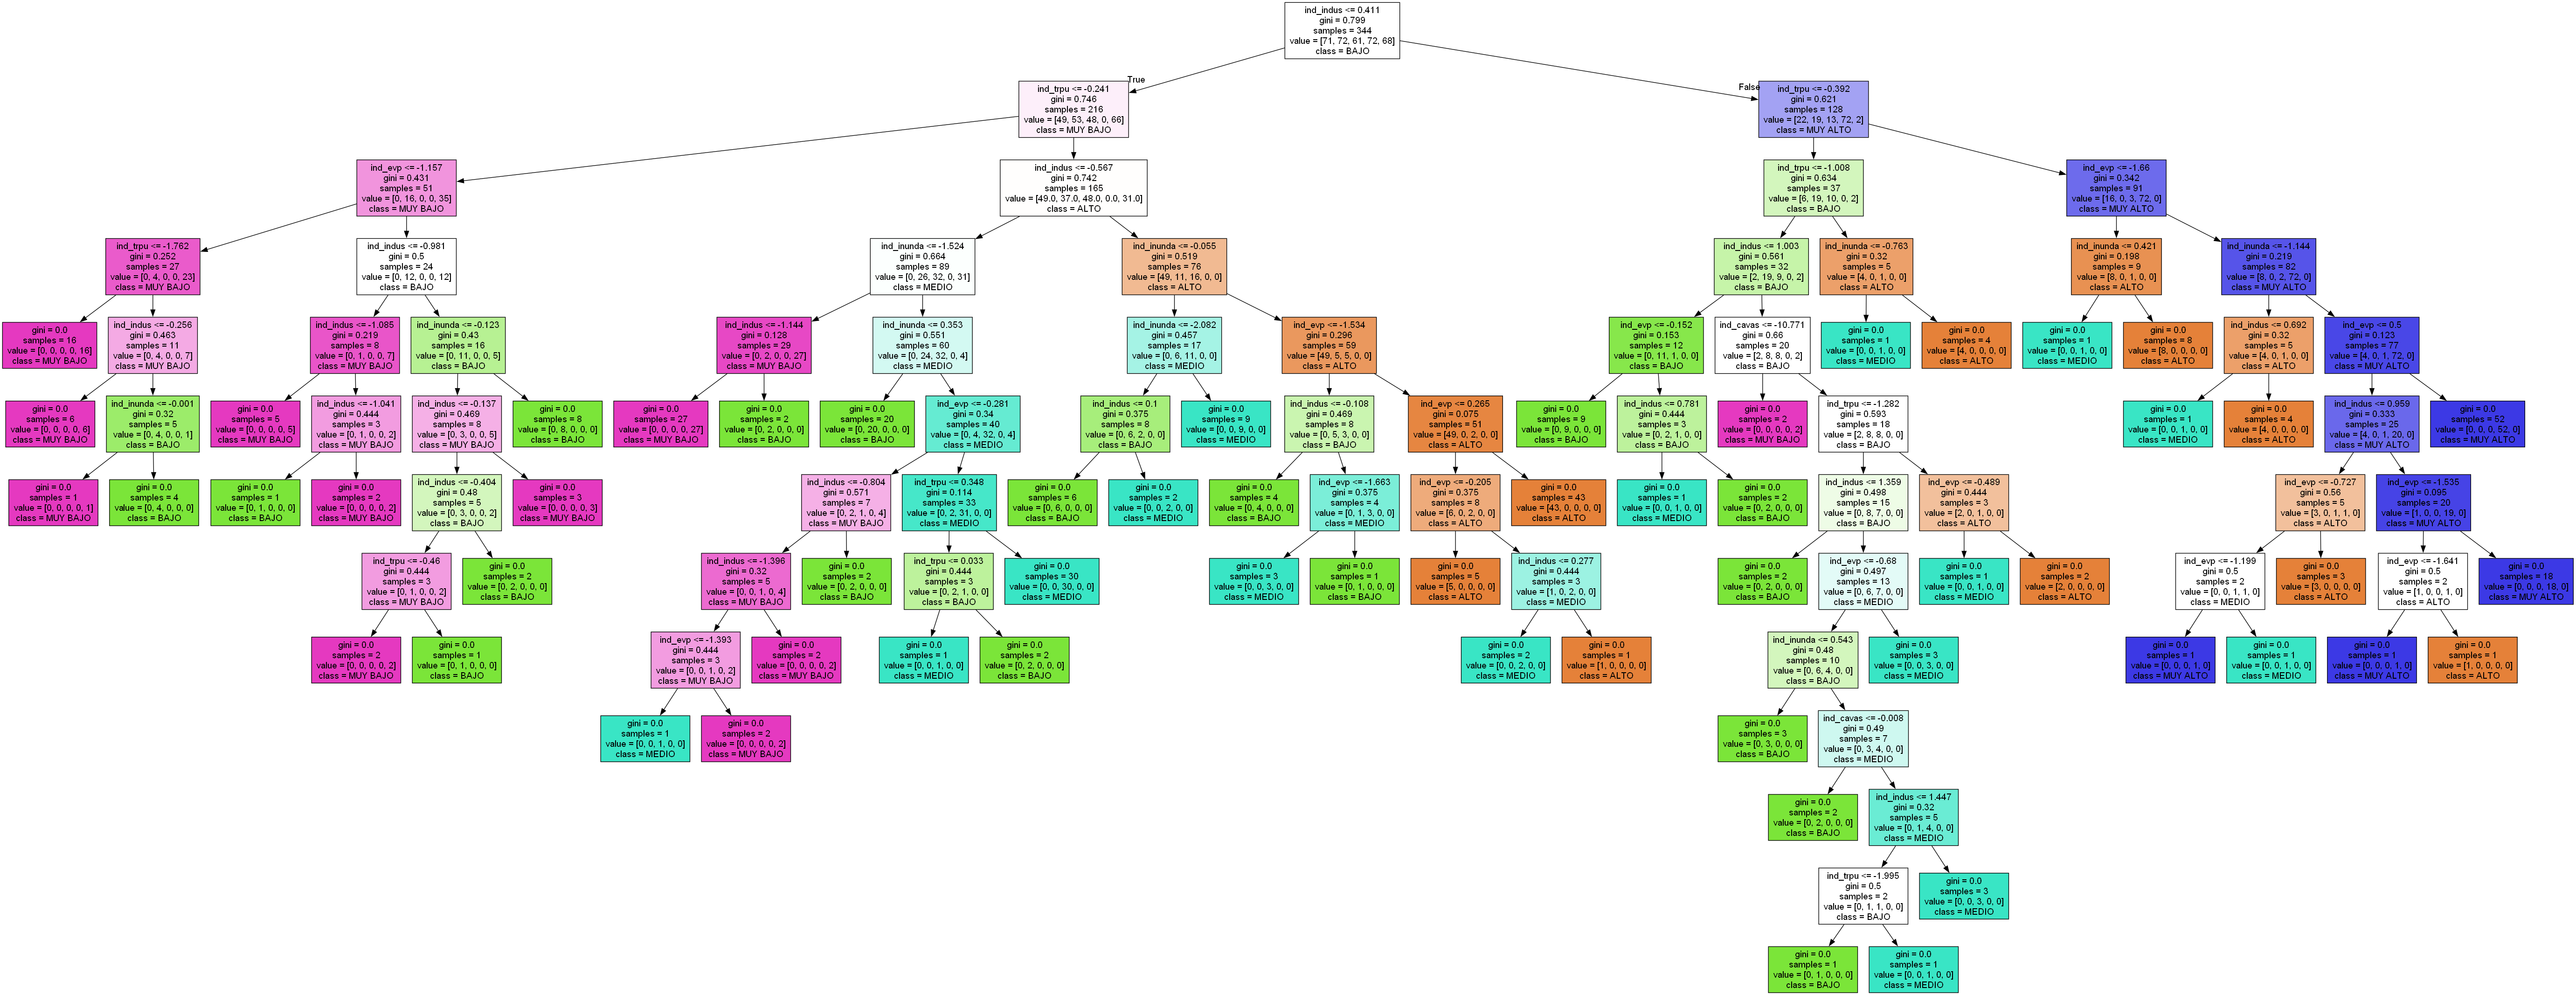 ind_indus <= 0.411
gini = 0.799
samples = 344
value = [71, 72, 61, 72, 68]
class = BAJO
True
False
ind_trpu <= -0.241
gini = 0.746
samples = 216
value = [49, 53, 48, 0, 66]
class = MUY BAJO
ind_trpu <= -0.392
gini = 0.621
samples = 128
value = [22, 19, 13, 72, 2]
class = MUY ALTO
ind_evp <= -1.157
gini = 0.431
samples = 51
value = [0, 16, 0, 0, 35]
class = MUY BAJO
ind_indus <= -0.567
gini = 0.742
samples = 165
value = [49.0, 37.0, 48.0, 0.0, 31.0]
class = ALTO
ind_trpu <= -1.008
gini = 0.634
samples = 37
value = [6, 19, 10, 0, 2]
class = BAJO
ind_evp <= -1.66
gini = 0.342
samples = 91
value = [16, 0, 3, 72, 0]
class = MUY ALTO
ind_trpu <= -1.762
gini = 0.252
samples = 27
value = [0, 4, 0, 0, 23]
class = MUY BAJO
ind_indus <= -0.981
gini = 0.5
samples = 24
value = [0, 12, 0, 0, 12]
class = BAJO
ind_inunda <= -1.524
gini = 0.664
samples = 89
value = [0, 26, 32, 0, 31]
class = MEDIO
ind_inunda <= -0.055
gini = 0.519
samples = 76
value = [49, 11, 16, 0, 0]
class = ALTO
ind_indus <= 1.003
gini = 0.561
samples = 32
value = [2, 19, 9, 0, 2]
class = BAJO
ind_inunda <= -0.763
gini = 0.32
samples = 5
value = [4, 0, 1, 0, 0]
class = ALTO
ind_inunda <= 0.421
gini = 0.198
samples = 9
value = [8, 0, 1, 0, 0]
class = ALTO
ind_inunda <= -1.144
gini = 0.219
samples = 82
value = [8, 0, 2, 72, 0]
class = MUY ALTO
gini = 0.0
samples = 16
value = [0, 0, 0, 0, 16]
class = MUY BAJO
ind_indus <= -0.256
gini = 0.463
samples = 11
value = [0, 4, 0, 0, 7]
class = MUY BAJO
ind_indus <= -1.085
gini = 0.219
samples = 8
value = [0, 1, 0, 0, 7]
class = MUY BAJO
ind_inunda <= -0.123
gini = 0.43
samples = 16
value = [0, 11, 0, 0, 5]
class = BAJO
ind_indus <= -1.144
gini = 0.128
samples = 29
value = [0, 2, 0, 0, 27]
class = MUY BAJO
ind_inunda <= 0.353
gini = 0.551
samples = 60
value = [0, 24, 32, 0, 4]
class = MEDIO
ind_inunda <= -2.082
gini = 0.457
samples = 17
value = [0, 6, 11, 0, 0]
class = MEDIO
ind_evp <= -1.534
gini = 0.296
samples = 59
value = [49, 5, 5, 0, 0]
class = ALTO
ind_evp <= -0.152
gini = 0.153
samples = 12
value = [0, 11, 1, 0, 0]
class = BAJO
ind_cavas <= -10.771
gini = 0.66
samples = 20
value = [2, 8, 8, 0, 2]
class = BAJO
gini = 0.0
samples = 1
value = [0, 0, 1, 0, 0]
class = MEDIO
gini = 0.0
samples = 4
value = [4, 0, 0, 0, 0]
class = ALTO
gini = 0.0
samples = 1
value = [0, 0, 1, 0, 0]
class = MEDIO
gini = 0.0
samples = 8
value = [8, 0, 0, 0, 0]
class = ALTO
ind_indus <= 0.692
gini = 0.32
samples = 5
value = [4, 0, 1, 0, 0]
class = ALTO
ind_evp <= 0.5
gini = 0.123
samples = 77
value = [4, 0, 1, 72, 0]
class = MUY ALTO
gini = 0.0
samples = 6
value = [0, 0, 0, 0, 6]
class = MUY BAJO
ind_inunda <= -0.001
gini = 0.32
samples = 5
value = [0, 4, 0, 0, 1]
class = BAJO
gini = 0.0
samples = 5
value = [0, 0, 0, 0, 5]
class = MUY BAJO
ind_indus <= -1.041
gini = 0.444
samples = 3
value = [0, 1, 0, 0, 2]
class = MUY BAJO
ind_indus <= -0.137
gini = 0.469
samples = 8
value = [0, 3, 0, 0, 5]
class = MUY BAJO
gini = 0.0
samples = 8
value = [0, 8, 0, 0, 0]
class = BAJO
gini = 0.0
samples = 27
value = [0, 0, 0, 0, 27]
class = MUY BAJO
gini = 0.0
samples = 2
value = [0, 2, 0, 0, 0]
class = BAJO
gini = 0.0
samples = 20
value = [0, 20, 0, 0, 0]
class = BAJO
ind_evp <= -0.281
gini = 0.34
samples = 40
value = [0, 4, 32, 0, 4]
class = MEDIO
ind_indus <= 0.1
gini = 0.375
samples = 8
value = [0, 6, 2, 0, 0]
class = BAJO
gini = 0.0
samples = 9
value = [0, 0, 9, 0, 0]
class = MEDIO
ind_indus <= -0.108
gini = 0.469
samples = 8
value = [0, 5, 3, 0, 0]
class = BAJO
ind_evp <= 0.265
gini = 0.075
samples = 51
value = [49, 0, 2, 0, 0]
class = ALTO
gini = 0.0
samples = 9
value = [0, 9, 0, 0, 0]
class = BAJO
ind_indus <= 0.781
gini = 0.444
samples = 3
value = [0, 2, 1, 0, 0]
class = BAJO
gini = 0.0
samples = 2
value = [0, 0, 0, 0, 2]
class = MUY BAJO
ind_trpu <= -1.282
gini = 0.593
samples = 18
value = [2, 8, 8, 0, 0]
class = BAJO
gini = 0.0
samples = 1
value = [0, 0, 1, 0, 0]
class = MEDIO
gini = 0.0
samples = 4
value = [4, 0, 0, 0, 0]
class = ALTO
ind_indus <= 0.959
gini = 0.333
samples = 25
value = [4, 0, 1, 20, 0]
class = MUY ALTO
gini = 0.0
samples = 52
value = [0, 0, 0, 52, 0]
class = MUY ALTO
gini = 0.0
samples = 1
value = [0, 0, 0, 0, 1]
class = MUY BAJO
gini = 0.0
samples = 4
value = [0, 4, 0, 0, 0]
class = BAJO
gini = 0.0
samples = 1
value = [0, 1, 0, 0, 0]
class = BAJO
gini = 0.0
samples = 2
value = [0, 0, 0, 0, 2]
class = MUY BAJO
ind_indus <= -0.404
gini = 0.48
samples = 5
value = [0, 3, 0, 0, 2]
class = BAJO
gini = 0.0
samples = 3
value = [0, 0, 0, 0, 3]
class = MUY BAJO
ind_indus <= -0.804
gini = 0.571
samples = 7
value = [0, 2, 1, 0, 4]
class = MUY BAJO
ind_trpu <= 0.348
gini = 0.114
samples = 33
value = [0, 2, 31, 0, 0]
class = MEDIO
gini = 0.0
samples = 6
value = [0, 6, 0, 0, 0]
class = BAJO
gini = 0.0
samples = 2
value = [0, 0, 2, 0, 0]
class = MEDIO
gini = 0.0
samples = 4
value = [0, 4, 0, 0, 0]
class = BAJO
ind_evp <= -1.663
gini = 0.375
samples = 4
value = [0, 1, 3, 0, 0]
class = MEDIO
ind_evp <= -0.205
gini = 0.375
samples = 8
value = [6, 0, 2, 0, 0]
class = ALTO
gini = 0.0
samples = 43
value = [43, 0, 0, 0, 0]
class = ALTO
gini = 0.0
samples = 1
value = [0, 0, 1, 0, 0]
class = MEDIO
gini = 0.0
samples = 2
value = [0, 2, 0, 0, 0]
class = BAJO
ind_indus <= 1.359
gini = 0.498
samples = 15
value = [0, 8, 7, 0, 0]
class = BAJO
ind_evp <= -0.489
gini = 0.444
samples = 3
value = [2, 0, 1, 0, 0]
class = ALTO
ind_evp <= -0.727
gini = 0.56
samples = 5
value = [3, 0, 1, 1, 0]
class = ALTO
ind_evp <= -1.535
gini = 0.095
samples = 20
value = [1, 0, 0, 19, 0]
class = MUY ALTO
ind_trpu <= -0.46
gini = 0.444
samples = 3
value = [0, 1, 0, 0, 2]
class = MUY BAJO
gini = 0.0
samples = 2
value = [0, 2, 0, 0, 0]
class = BAJO
ind_indus <= -1.396
gini = 0.32
samples = 5
value = [0, 0, 1, 0, 4]
class = MUY BAJO
gini = 0.0
samples = 2
value = [0, 2, 0, 0, 0]
class = BAJO
ind_trpu <= 0.033
gini = 0.444
samples = 3
value = [0, 2, 1, 0, 0]
class = BAJO
gini = 0.0
samples = 30
value = [0, 0, 30, 0, 0]
class = MEDIO
gini = 0.0
samples = 3
value = [0, 0, 3, 0, 0]
class = MEDIO
gini = 0.0
samples = 1
value = [0, 1, 0, 0, 0]
class = BAJO
gini = 0.0
samples = 5
value = [5, 0, 0, 0, 0]
class = ALTO
ind_indus <= 0.277
gini = 0.444
samples = 3
value = [1, 0, 2, 0, 0]
class = MEDIO
gini = 0.0
samples = 2
value = [0, 2, 0, 0, 0]
class = BAJO
ind_evp <= -0.68
gini = 0.497
samples = 13
value = [0, 6, 7, 0, 0]
class = MEDIO
gini = 0.0
samples = 1
value = [0, 0, 1, 0, 0]
class = MEDIO
gini = 0.0
samples = 2
value = [2, 0, 0, 0, 0]
class = ALTO
ind_evp <= -1.199
gini = 0.5
samples = 2
value = [0, 0, 1, 1, 0]
class = MEDIO
gini = 0.0
samples = 3
value = [3, 0, 0, 0, 0]
class = ALTO
ind_evp <= -1.641
gini = 0.5
samples = 2
value = [1, 0, 0, 1, 0]
class = ALTO
gini = 0.0
samples = 18
value = [0, 0, 0, 18, 0]
class = MUY ALTO
gini = 0.0
samples = 2
value = [0, 0, 0, 0, 2]
class = MUY BAJO
gini = 0.0
samples = 1
value = [0, 1, 0, 0, 0]
class = BAJO
ind_evp <= -1.393
gini = 0.444
samples = 3
value = [0, 0, 1, 0, 2]
class = MUY BAJO
gini = 0.0
samples = 2
value = [0, 0, 0, 0, 2]
class = MUY BAJO
gini = 0.0
samples = 1
value = [0, 0, 1, 0, 0]
class = MEDIO
gini = 0.0
samples = 2
value = [0, 2, 0, 0, 0]
class = BAJO
gini = 0.0
samples = 2
value = [0, 0, 2, 0, 0]
class = MEDIO
gini = 0.0
samples = 1
value = [1, 0, 0, 0, 0]
class = ALTO
ind_inunda <= 0.543
gini = 0.48
samples = 10
value = [0, 6, 4, 0, 0]
class = BAJO
gini = 0.0
samples = 3
value = [0, 0, 3, 0, 0]
class = MEDIO
gini = 0.0
samples = 1
value = [0, 0, 0, 1, 0]
class = MUY ALTO
gini = 0.0
samples = 1
value = [0, 0, 1, 0, 0]
class = MEDIO
gini = 0.0
samples = 1
value = [0, 0, 0, 1, 0]
class = MUY ALTO
gini = 0.0
samples = 1
value = [1, 0, 0, 0, 0]
class = ALTO
gini = 0.0
samples = 1
value = [0, 0, 1, 0, 0]
class = MEDIO
gini = 0.0
samples = 2
value = [0, 0, 0, 0, 2]
class = MUY BAJO
gini = 0.0
samples = 3
value = [0, 3, 0, 0, 0]
class = BAJO
ind_cavas <= -0.008
gini = 0.49
samples = 7
value = [0, 3, 4, 0, 0]
class = MEDIO
gini = 0.0
samples = 2
value = [0, 2, 0, 0, 0]
class = BAJO
ind_indus <= 1.447
gini = 0.32
samples = 5
value = [0, 1, 4, 0, 0]
class = MEDIO
ind_trpu <= -1.995
gini = 0.5
samples = 2
value = [0, 1, 1, 0, 0]
class = BAJO
gini = 0.0
samples = 3
value = [0, 0, 3, 0, 0]
class = MEDIO
gini = 0.0
samples = 1
value = [0, 1, 0, 0, 0]
class = BAJO
gini = 0.0
samples = 1
value = [0, 0, 1, 0, 0]
class = MEDIO